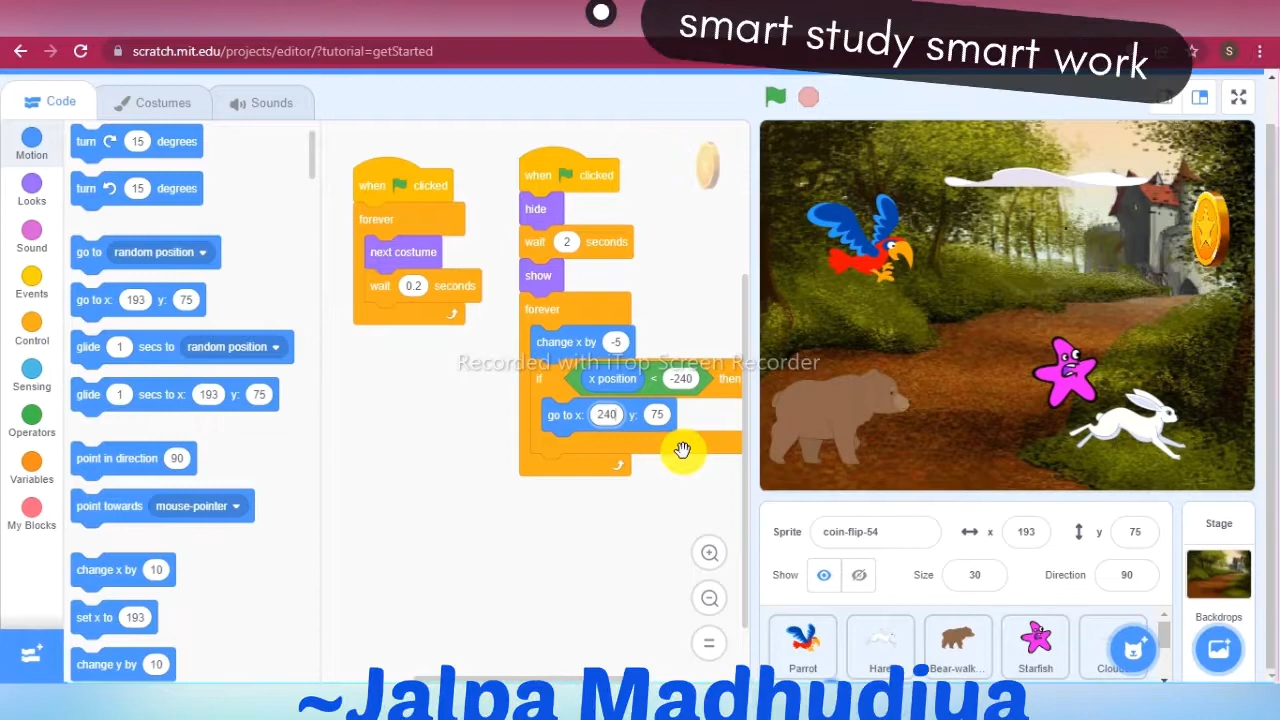 smart study smart work
scratch.mit.edu/projects/editor/?tutorial=getStarted
S
Code
Costumes
Sounds
Motion
Looks
Sound
Events
Control
Sensing
Operators
Variables
My Blocks
turn 15 degrees
turn 15 degrees
go to random position
go to x: 193 y: 75
glide 1 secs to random position
glide 1 secs to x: 193 y: 75
point in direction 90
point towards mouse-pointer
change x by 10
set x to 193
change y by 10
when clicked
forever
next costume
wait 0.2 seconds
when clicked
hide
wait 2 seconds
show
forever
change x by -5
if x position < -240 then
go to x: 240 y: 75
Recorded with iTop Screen Recorder
Sprite coin-flip-54 x 193 y 75
Show Size 30 Direction 90
Parrot
Hare
Bear-walk...
Starfish
Stage
Backdrops
~Jalpa Madhudiya